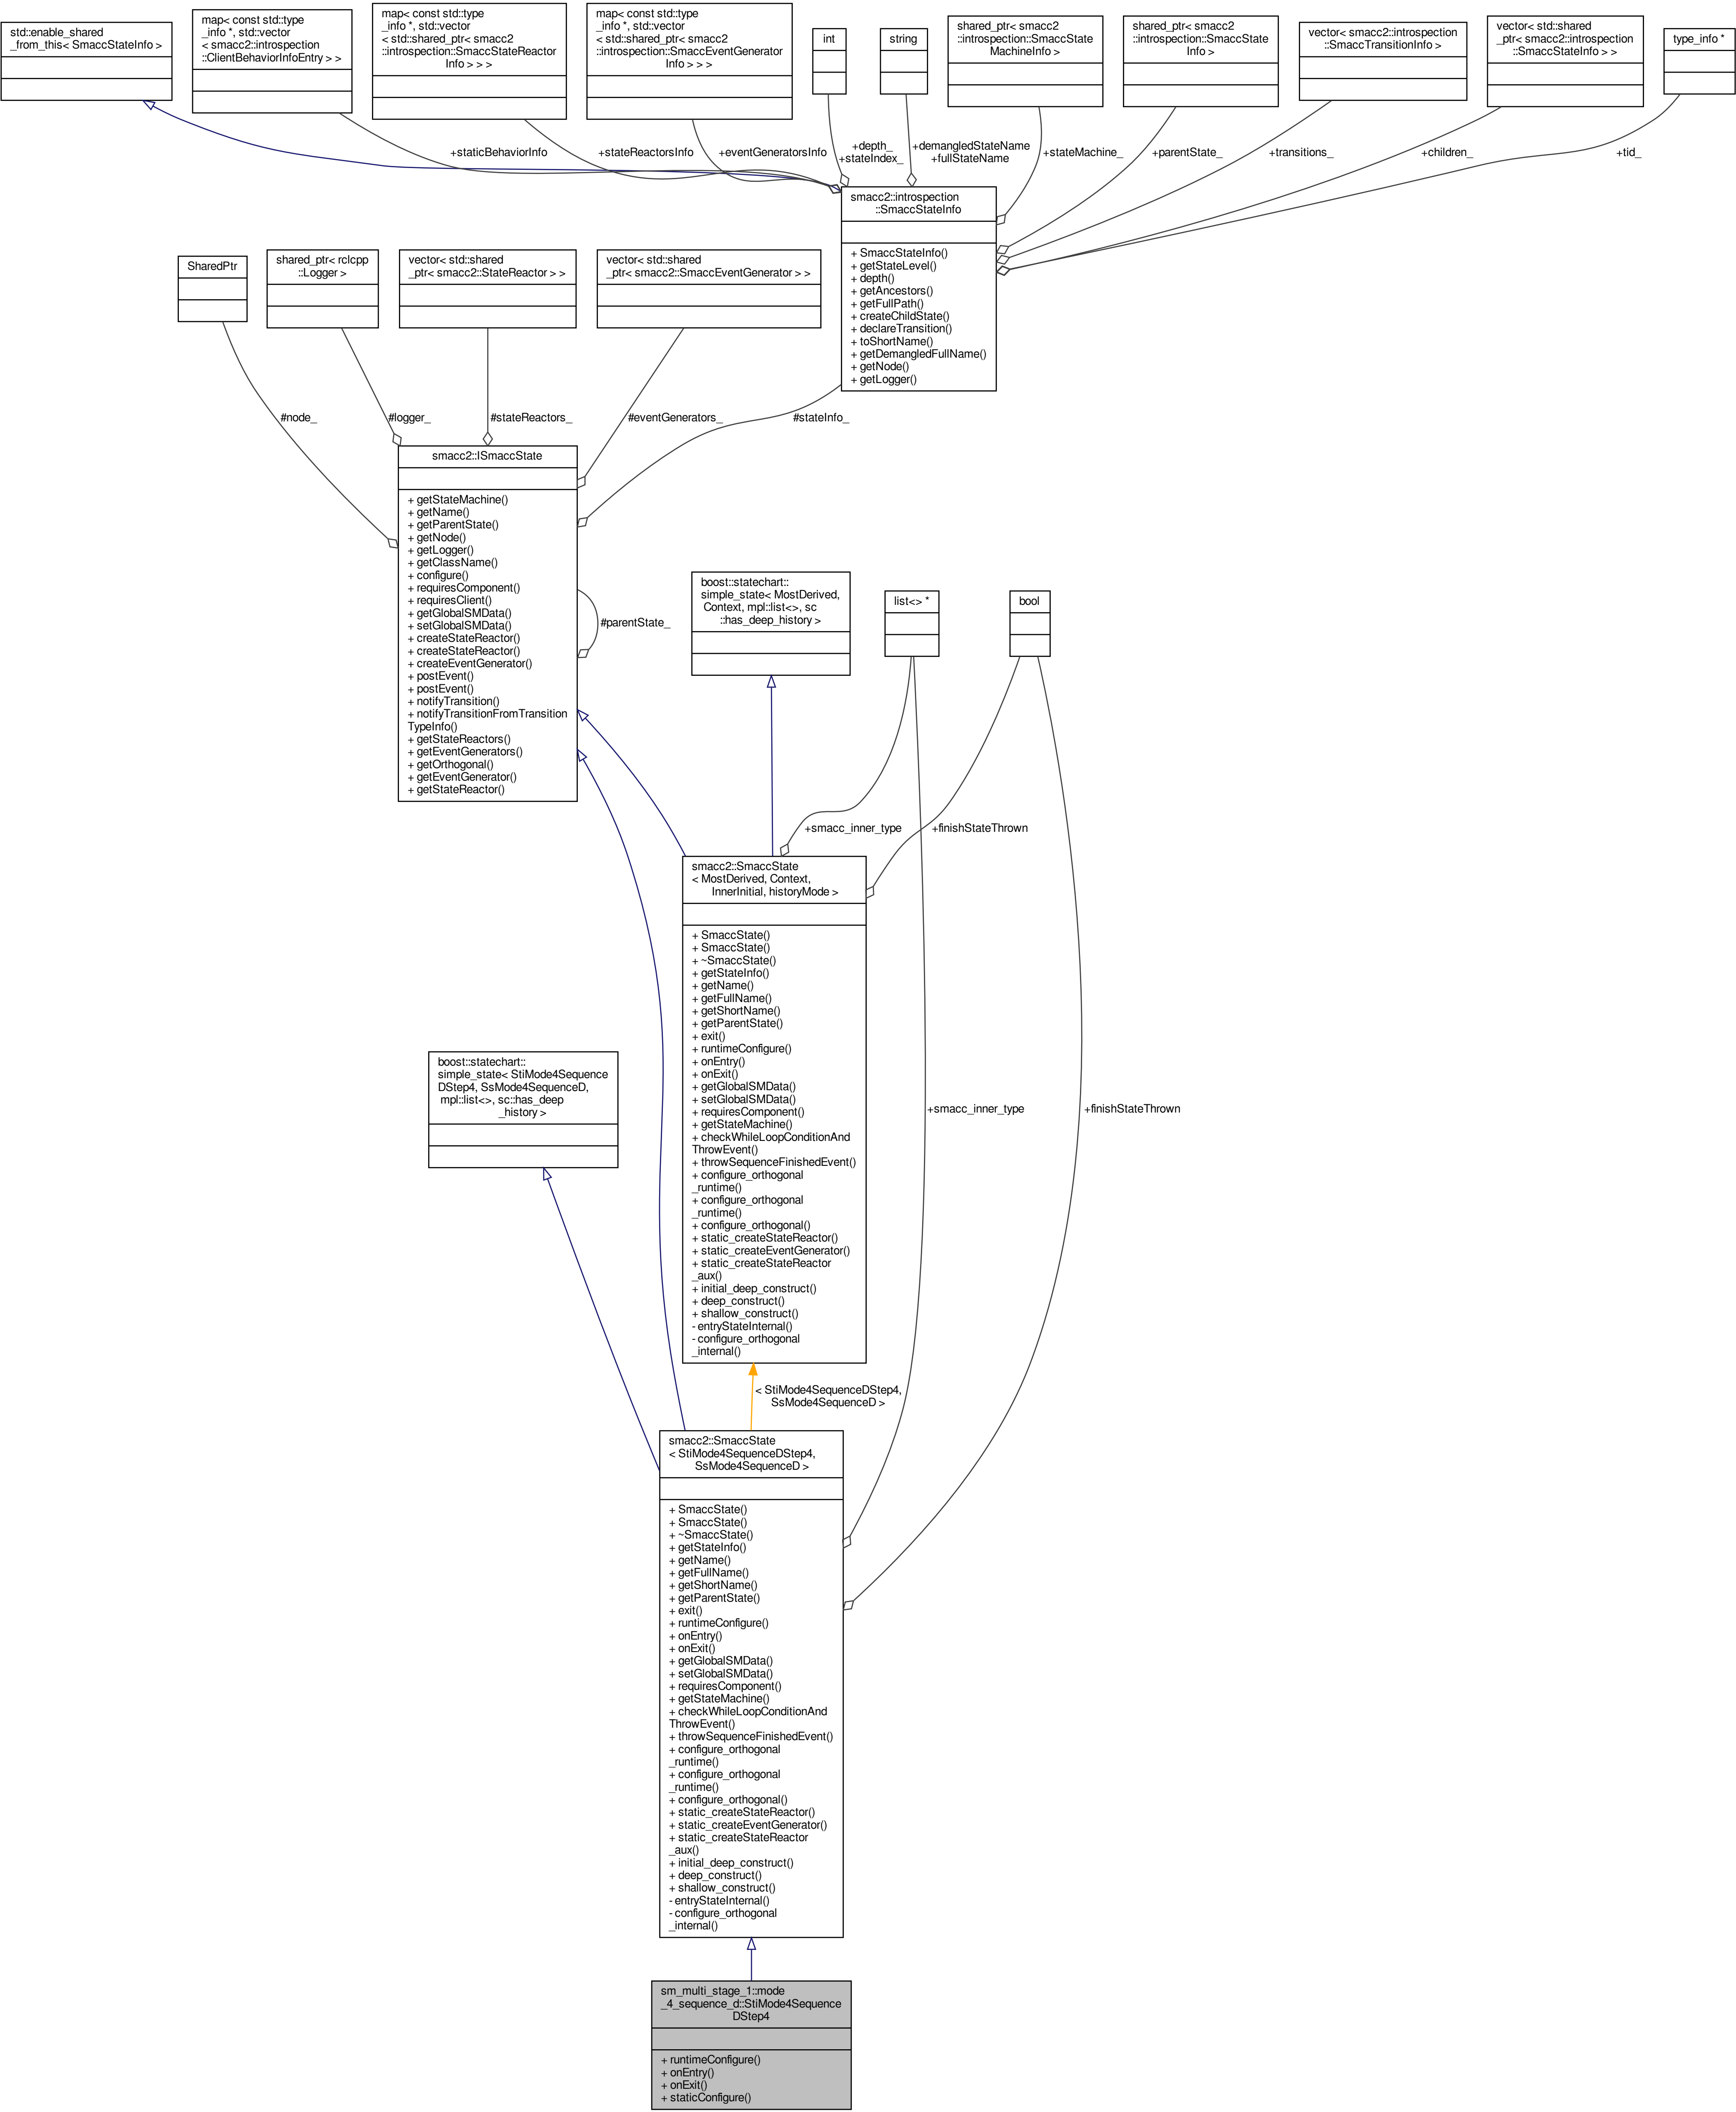 std::enable_shared
_from_this< SmaccStateInfo >
map< const std::type
_info *, std::vector
< smacc2::introspection
::ClientBehaviorInfoEntry > >
map< const std::type
_info *, std::vector
< std::shared_ptr< smacc2
::introspection::SmaccStateReactor
Info > > >
map< const std::type
_info *, std::vector
< std::shared_ptr< smacc2
::introspection::SmaccEventGenerator
Info > > >
int
string
shared_ptr< smacc2
::introspection::SmaccState
MachineInfo >
shared_ptr< smacc2
::introspection::SmaccState
Info >
vector< smacc2::introspection
::SmaccTransitionInfo >
vector< std::shared
_ptr< smacc2::introspection
::SmaccStateInfo > >
type_info *
+staticBehaviorInfo
+stateReactorsInfo
+eventGeneratorsInfo
+depth_
+stateIndex_
+demangledStateName
+fullStateName
+stateMachine_
+parentState_
+transitions_
+children_
+tid_
smacc2::introspection
::SmaccStateInfo
+ SmaccStateInfo()
+ getStateLevel()
+ depth()
+ getAncestors()
+ getFullPath()
+ createChildState()
+ declareTransition()
+ toShortName()
+ getDemangledFullName()
+ getNode()
+ getLogger()
SharedPtr
shared_ptr< rclcpp
::Logger >
vector< std::shared
_ptr< smacc2::StateReactor > >
vector< std::shared
_ptr< smacc2::SmaccEventGenerator > >
#node_
#logger_
#stateReactors_
#eventGenerators_
#stateInfo_
smacc2::ISmaccState
+ getStateMachine()
+ getName()
+ getParentState()
+ getNode()
+ getLogger()
+ getClassName()
+ configure()
+ requiresComponent()
+ requiresClient()
+ getGlobalSMData()
+ setGlobalSMData()
+ createStateReactor()
+ createStateReactor()
+ createEventGenerator()
+ postEvent()
+ postEvent()
+ notifyTransition()
+ notifyTransitionFromTransition
TypeInfo()
+ getStateReactors()
+ getEventGenerators()
+ getOrthogonal()
+ getEventGenerator()
+ getStateReactor()
#parentState_
boost::statechart::
simple_state< MostDerived,
Context, mpl::list<>, sc
::has_deep_history >
list<> *
bool
+smacc_inner_type
+finishStateThrown
smacc2::SmaccState
< MostDerived, Context,
InnerInitial, historyMode >
+ SmaccState()
+ SmaccState()
+ ~SmaccState()
+ getStateInfo()
+ getName()
+ getFullName()
+ getShortName()
+ getParentState()
+ exit()
+ runtimeConfigure()
+ onEntry()
+ onExit()
+ getGlobalSMData()
+ setGlobalSMData()
+ requiresComponent()
+ getStateMachine()
+ checkWhileLoopConditionAnd
ThrowEvent()
+ throwSequenceFinishedEvent()
+ configure_orthogonal
_runtime()
+ configure_orthogonal
_runtime()
+ configure_orthogonal()
+ static_createStateReactor()
+ static_createEventGenerator()
+ static_createStateReactor
_aux()
+ initial_deep_construct()
+ deep_construct()
+ shallow_construct()
- entryStateInternal()
- configure_orthogonal
_internal()
boost::statechart::
simple_state< StiMode4Sequence
DStep4, SsMode4SequenceD,
mpl::list<>, sc::has_deep
_history >
+smacc_inner_type
+finishStateThrown
< StiMode4SequenceDStep4,
SsMode4SequenceD >
smacc2::SmaccState
< StiMode4SequenceDStep4,
SsMode4SequenceD >
+ SmaccState()
+ SmaccState()
+ ~SmaccState()
+ getStateInfo()
+ getName()
+ getFullName()
+ getShortName()
+ getParentState()
+ exit()
+ runtimeConfigure()
+ onEntry()
+ onExit()
+ getGlobalSMData()
+ setGlobalSMData()
+ requiresComponent()
+ getStateMachine()
+ checkWhileLoopConditionAnd
ThrowEvent()
+ throwSequenceFinishedEvent()
+ configure_orthogonal
_runtime()
+ configure_orthogonal
_runtime()
+ configure_orthogonal()
+ static_createStateReactor()
+ static_createEventGenerator()
+ static_createStateReactor
_aux()
+ initial_deep_construct()
+ deep_construct()
+ shallow_construct()
- entryStateInternal()
- configure_orthogonal
_internal()
sm_multi_stage_1::mode
_4_sequence_d::StiMode4Sequence
DStep4
+ runtimeConfigure()
+ onEntry()
+ onExit()
+ staticConfigure()